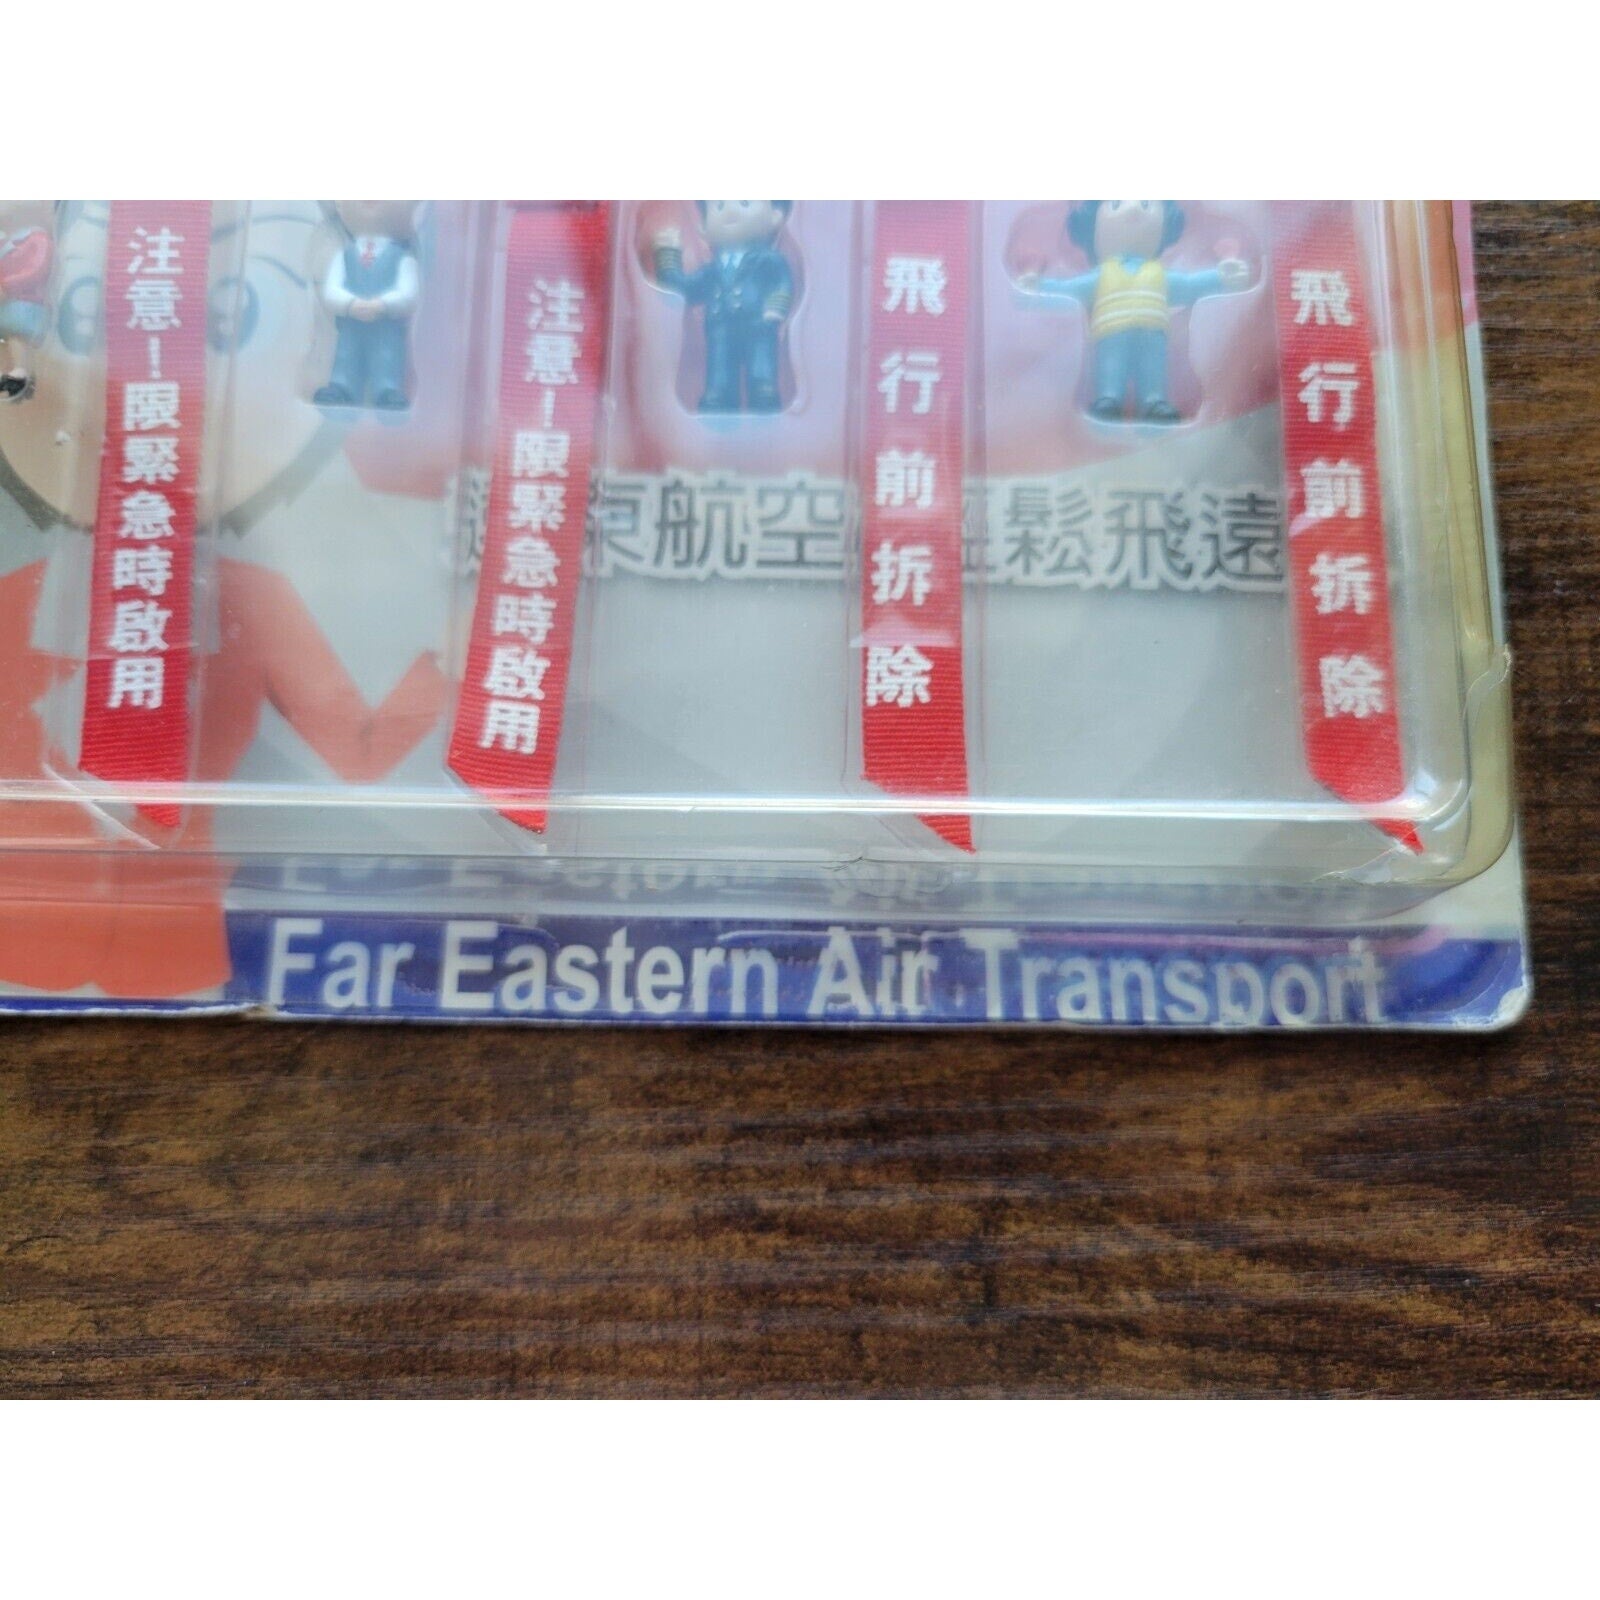 注意！限緊急時啟用
注意！限緊急時啟用
飛行前拆除
飛行前拆除
東航空 輕鬆飛遠
Far Eastern Air Transport